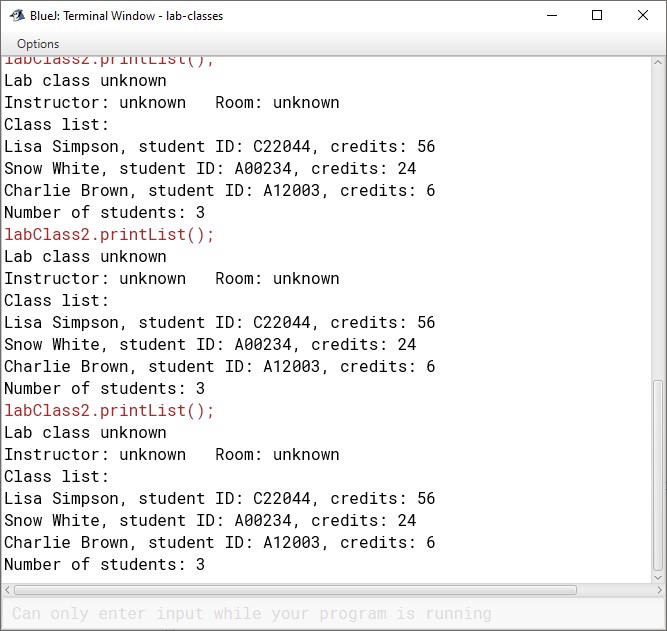 BlueJ: Terminal Window - lab-classes
Options
labClass2.printList();
Lab class unknown
Instructor: unknown   Room: unknown
Class list:
Lisa Simpson, student ID: C22044, credits: 56
Snow White, student ID: A00234, credits: 24
Charlie Brown, student ID: A12003, credits: 6
Number of students: 3
labClass2.printList();
Lab class unknown
Instructor: unknown   Room: unknown
Class list:
Lisa Simpson, student ID: C22044, credits: 56
Snow White, student ID: A00234, credits: 24
Charlie Brown, student ID: A12003, credits: 6
Number of students: 3
labClass2.printList();
Lab class unknown
Instructor: unknown   Room: unknown
Class list:
Lisa Simpson, student ID: C22044, credits: 56
Snow White, student ID: A00234, credits: 24
Charlie Brown, student ID: A12003, credits: 6
Number of students: 3
Can only enter input while your program is running